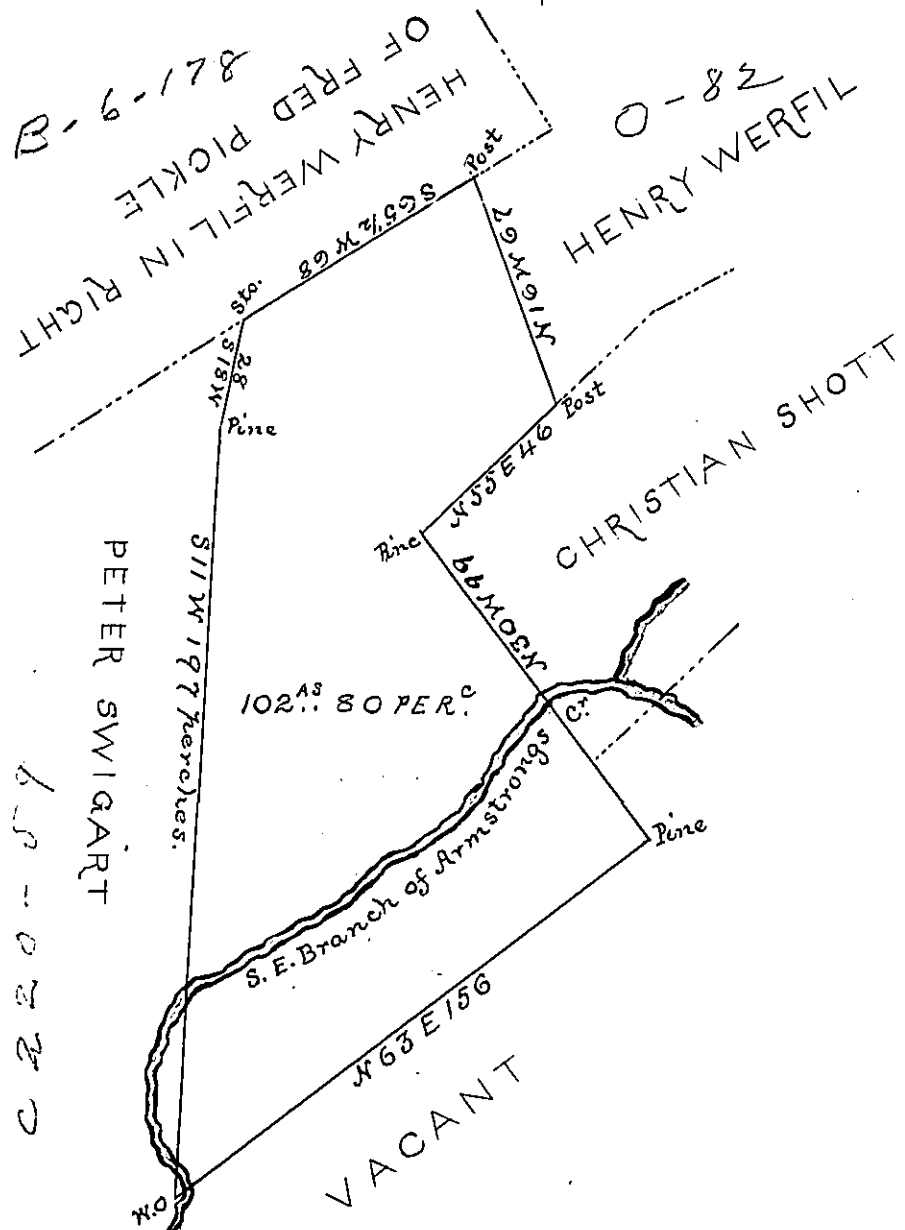 B-6-178
HENRY WERFIL IN RIGHT
OF FRED PICKLE
O-82
HENRY WERFIL
Post
S65½W68
Sto.
N16W67
28
S18W
Pine
Post
N55E46
CHRISTIAN SHOTT
Pine
N30W99
PETER SWIGART
S11W197 perches.
102AS.. 80 PERC.
Cr.
S. E. Branch of Armstrongs
Pine
N63E156
VACANT
W.O